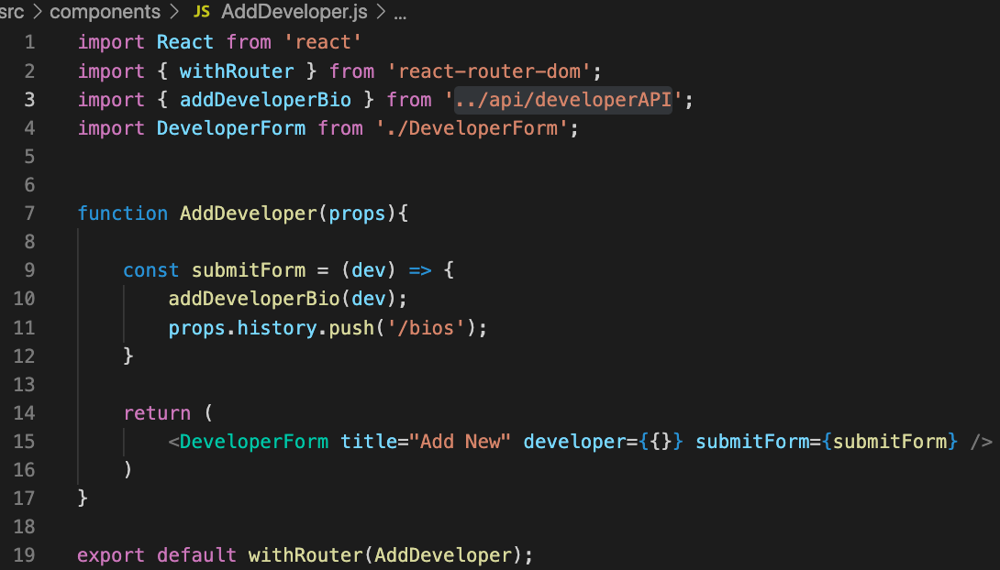 src > components > JS AddDeveloper.js > ...
1 import React from 'react'
2 import { withRouter } from 'react-router-dom';
3 import { addDeveloperBio } from '../api/developerAPI';
4 import DeveloperForm from './DeveloperForm';
5
6
7 function AddDeveloper(props){
8
9     const submitForm = (dev) => {
10         addDeveloperBio(dev);
11         props.history.push('/bios');
12     }
13
14     return (
15         <DeveloperForm title="Add New" developer={{}} submitForm={submitForm} />
16     )
17 }
18
19 export default withRouter(AddDeveloper);